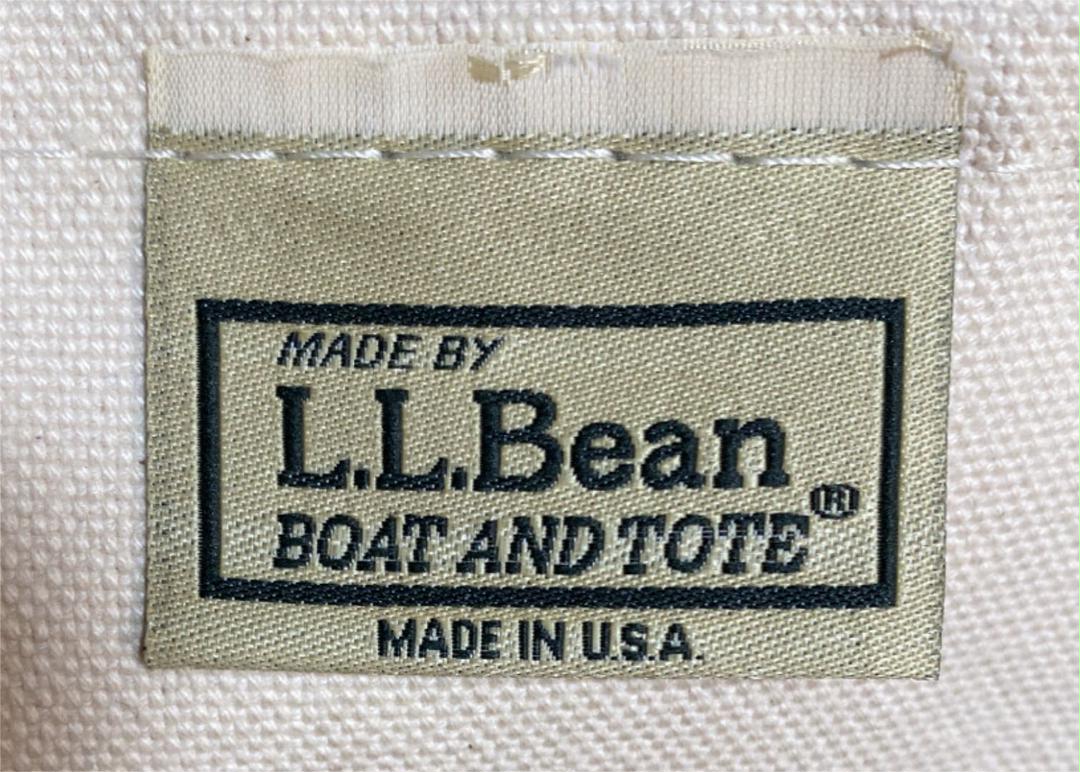 MADE BY
L.L.Bean
BOAT AND TOTE®
MADE IN U.S.A.